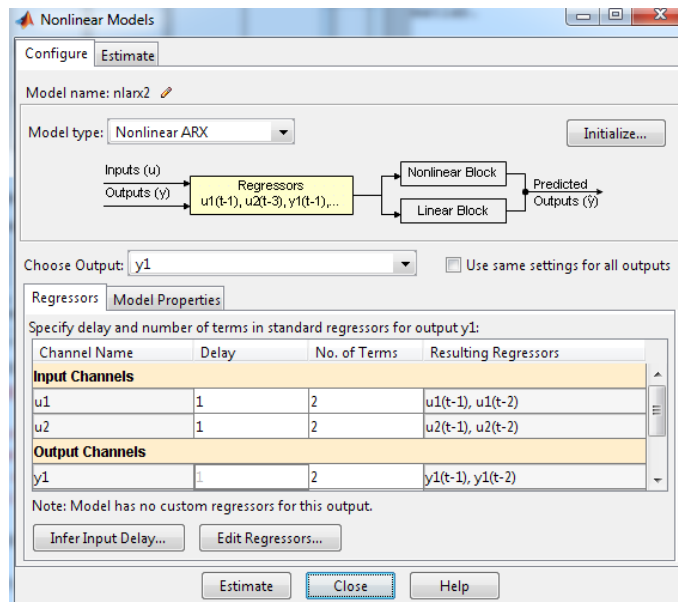 Nonlinear Models
Configure Estimate
Model name: nlarx2
Model type: Nonlinear ARX Initialize...
Inputs (u)
Outputs (y)
Regressors
u1(t-1), u2(t-3), y1(t-1),...
Nonlinear Block
Linear Block
Predicted
Outputs (ŷ)
Choose Output: y1 Use same settings for all outputs
Regressors Model Properties
Specify delay and number of terms in standard regressors for output y1:
Channel Name Delay No. of Terms Resulting Regressors
Input Channels
u1 1 2 u1(t-1), u1(t-2)
u2 1 2 u2(t-1), u2(t-2)
Output Channels
y1 1 2 y1(t-1), y1(t-2)
Note: Model has no custom regressors for this output.
Infer Input Delay... Edit Regressors...
Estimate Close Help